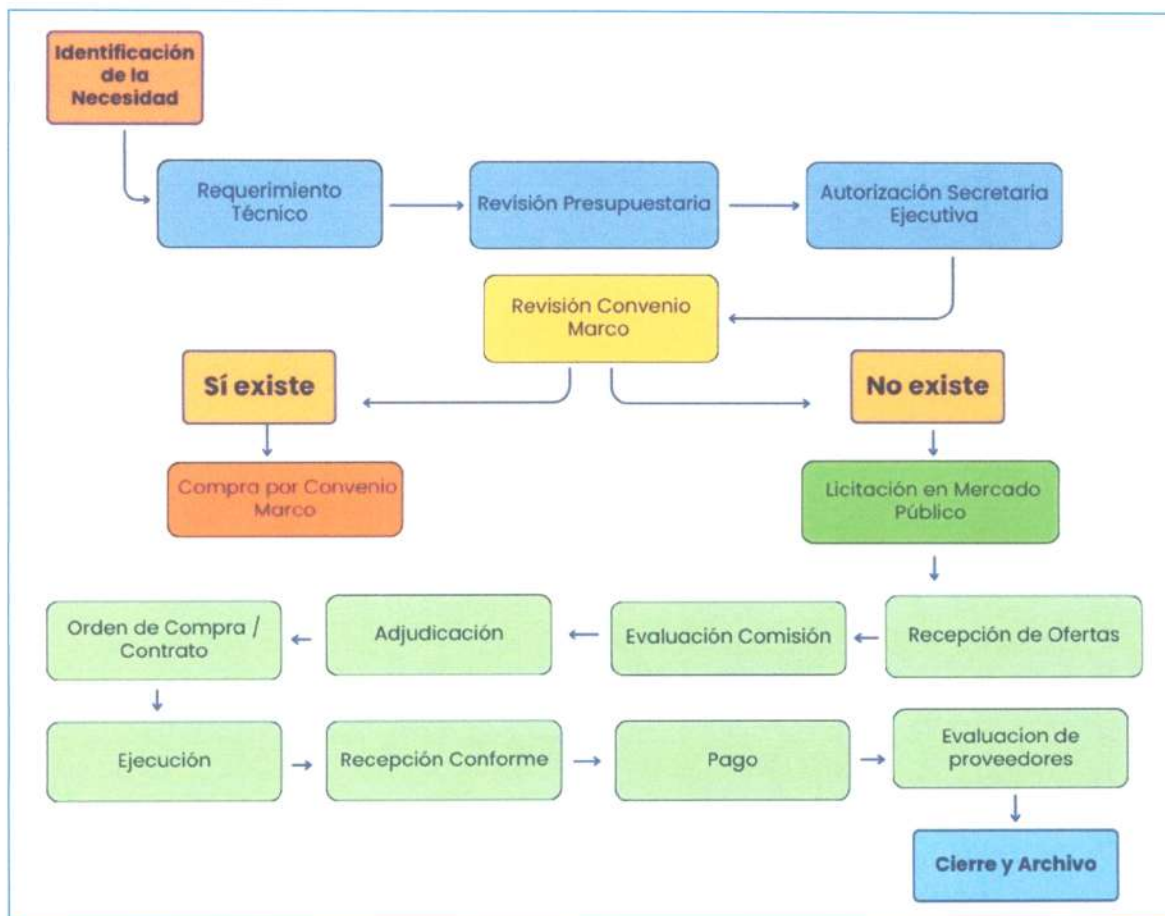 Identificación
de la
Necesidad
Requerimiento
Técnico
Revisión Presupuestaria
Autorización Secretaria
Ejecutiva
Revisión Convenio
Marco
Sí existe
No existe
Compra por Convenio
Marco
Licitación en Mercado
Público
Orden de Compra /
Contrato
Adjudicación
Evaluación Comisión
Recepción de Ofertas
Ejecución
Recepción Conforme
Pago
Evaluacion de
proveedores
Cierre y Archivo